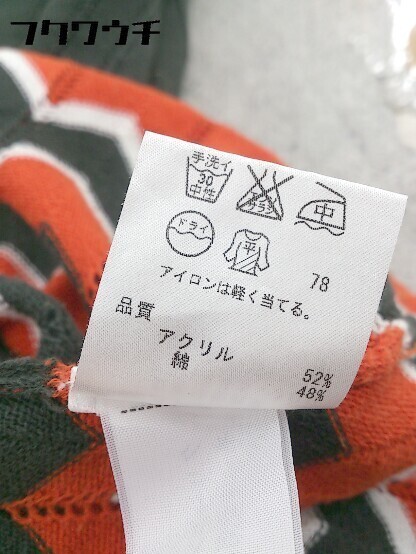 フクワウチ
手洗イ
30
中性
エンソサラシ
中
ドライ
平
78
アイロンは軽く当てる。
品質
アクリル 52%
綿 48%